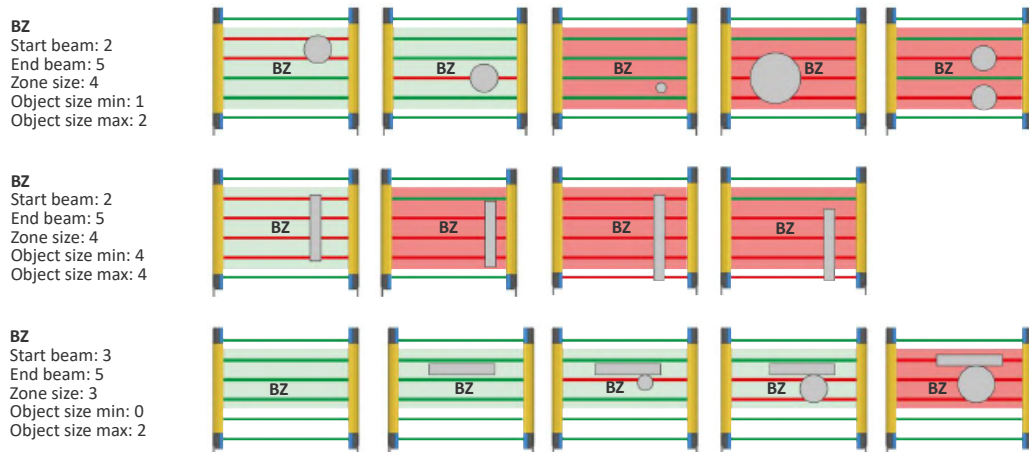 BZ
Start beam: 2
End beam: 5
Zone size: 4
Object size min: 1
Object size max: 2
BZ
BZ
BZ
BZ
BZ
BZ
Start beam: 2
End beam: 5
Zone size: 4
Object size min: 4
Object size max: 4
BZ
BZ
BZ
BZ
BZ
Start beam: 3
End beam: 5
Zone size: 3
Object size min: 0
Object size max: 2
BZ
BZ
BZ
BZ
BZ